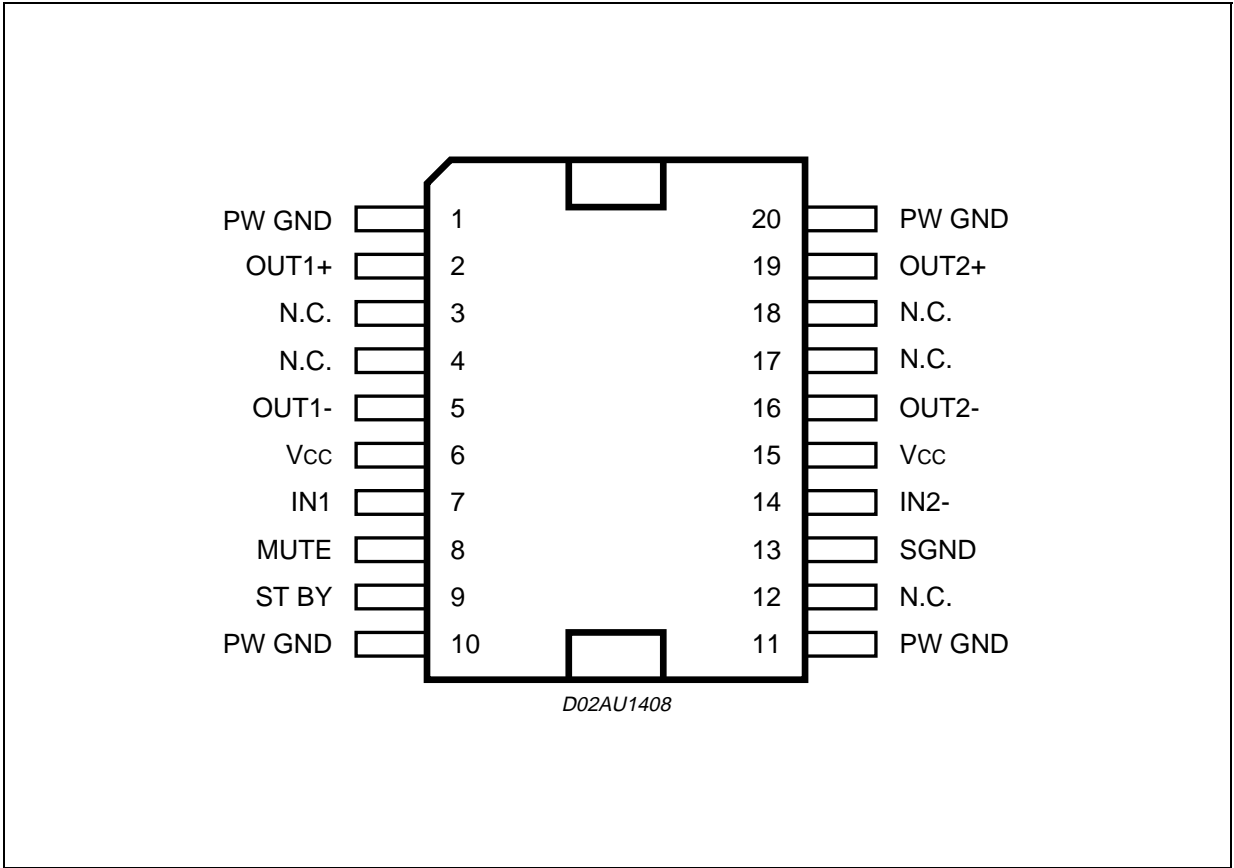 PW GND 1 20 PW GND
OUT1+ 2 19 OUT2+
N.C. 3 18 N.C.
N.C. 4 17 N.C.
OUT1- 5 16 OUT2-
Vcc 6 15 Vcc
IN1 7 14 IN2-
MUTE 8 13 SGND
ST BY 9 12 N.C.
PW GND 10 11 PW GND
D02AU1408